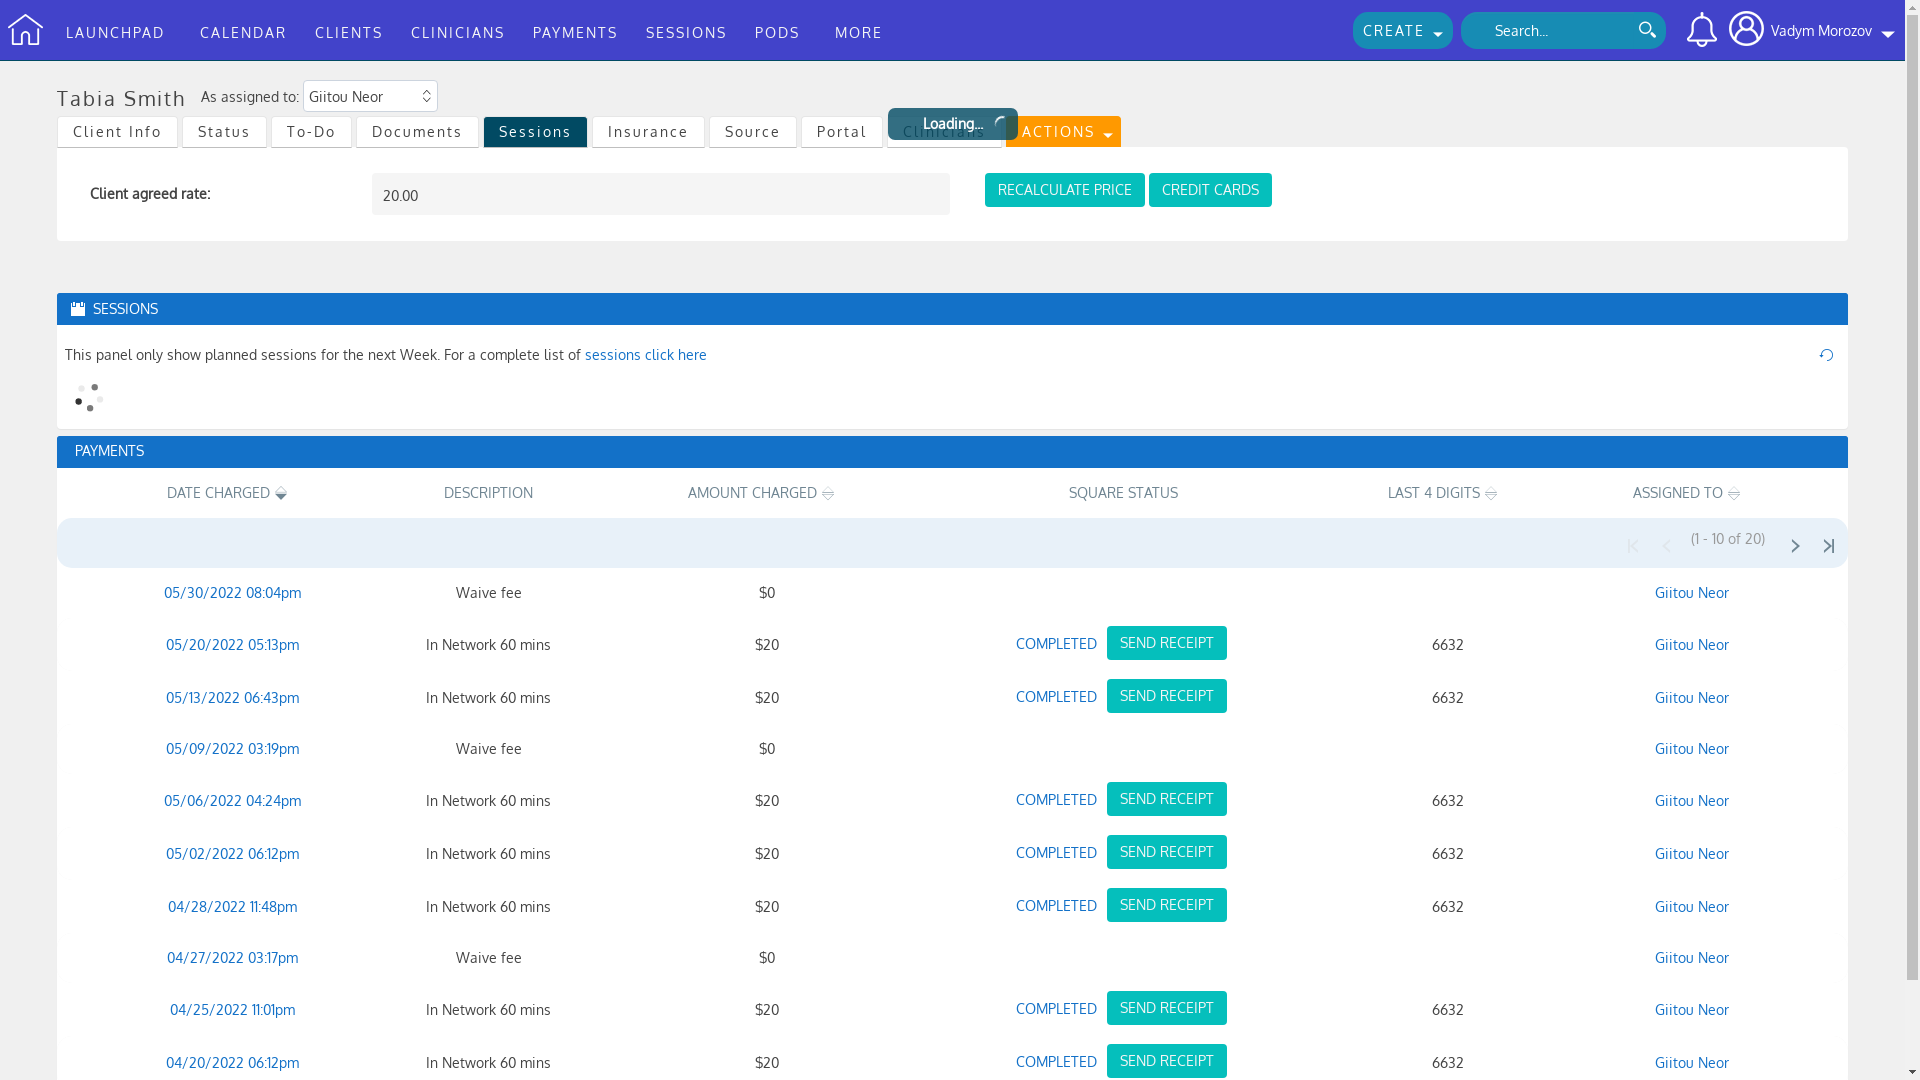 LAUNCHPAD CALENDAR CLIENTS CLINICIANS PAYMENTS SESSIONS PODS MORE CREATE Search... Vadym Morozov
Tabia Smith As assigned to: Giitou Neor
Client Info Status To-Do Documents Sessions Insurance Source Portal Clinicians ACTIONS
Loading...
Client agreed rate: 20.00 RECALCULATE PRICE CREDIT CARDS
SESSIONS
This panel only show planned sessions for the next Week. For a complete list of sessions click here
PAYMENTS
DATE CHARGED DESCRIPTION AMOUNT CHARGED SQUARE STATUS LAST 4 DIGITS ASSIGNED TO
(1 - 10 of 20)
05/30/2022 08:04pm Waive fee $0 Giitou Neor
05/20/2022 05:13pm In Network 60 mins $20 COMPLETED SEND RECEIPT 6632 Giitou Neor
05/13/2022 06:43pm In Network 60 mins $20 COMPLETED SEND RECEIPT 6632 Giitou Neor
05/09/2022 03:19pm Waive fee $0 Giitou Neor
05/06/2022 04:24pm In Network 60 mins $20 COMPLETED SEND RECEIPT 6632 Giitou Neor
05/02/2022 06:12pm In Network 60 mins $20 COMPLETED SEND RECEIPT 6632 Giitou Neor
04/28/2022 11:48pm In Network 60 mins $20 COMPLETED SEND RECEIPT 6632 Giitou Neor
04/27/2022 03:17pm Waive fee $0 Giitou Neor
04/25/2022 11:01pm In Network 60 mins $20 COMPLETED SEND RECEIPT 6632 Giitou Neor
04/20/2022 06:12pm In Network 60 mins $20 COMPLETED SEND RECEIPT 6632 Giitou Neor